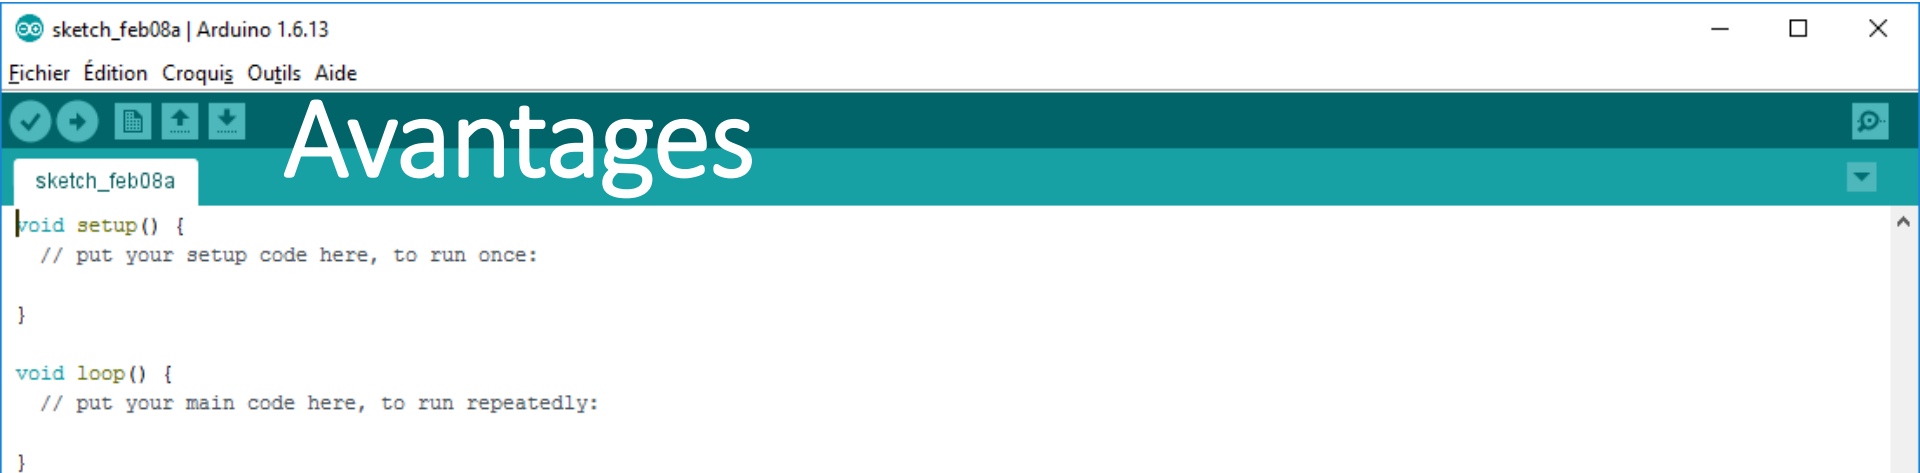 sketch_feb08a | Arduino 1.6.13
Fichier Édition Croquis Outils Aide
Avantages
sketch_feb08a
void setup() {
  // put your setup code here, to run once:

}

void loop() {
  // put your main code here, to run repeatedly:

}